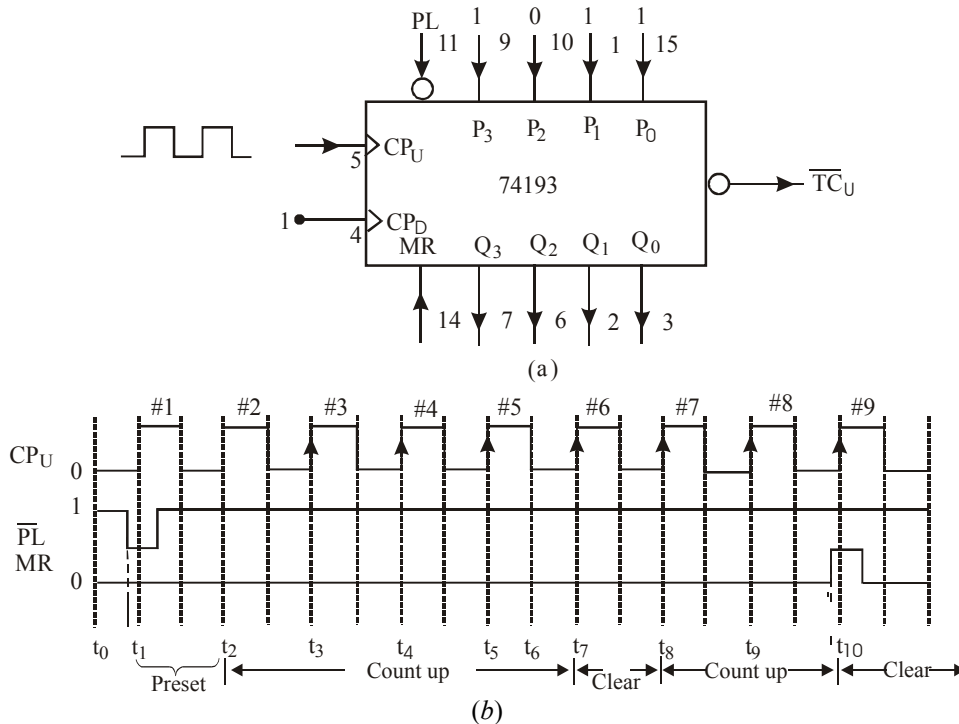 PL 1 0 1 1
11 9 10 1 15
P3 P2 P1 P0
5 CPU
74193
TCU
1 4 CPD
MR Q3 Q2 Q1 Q0
14 7 6 2 3
(a)
#1 #2 #3 #4 #5 #6 #7 #8 #9
CPU 0
1
PL
MR 0
t0 t1 t2 t3 t4 t5 t6 t7 t8 t9 t10
Preset Count up Clear Count up Clear
(b)